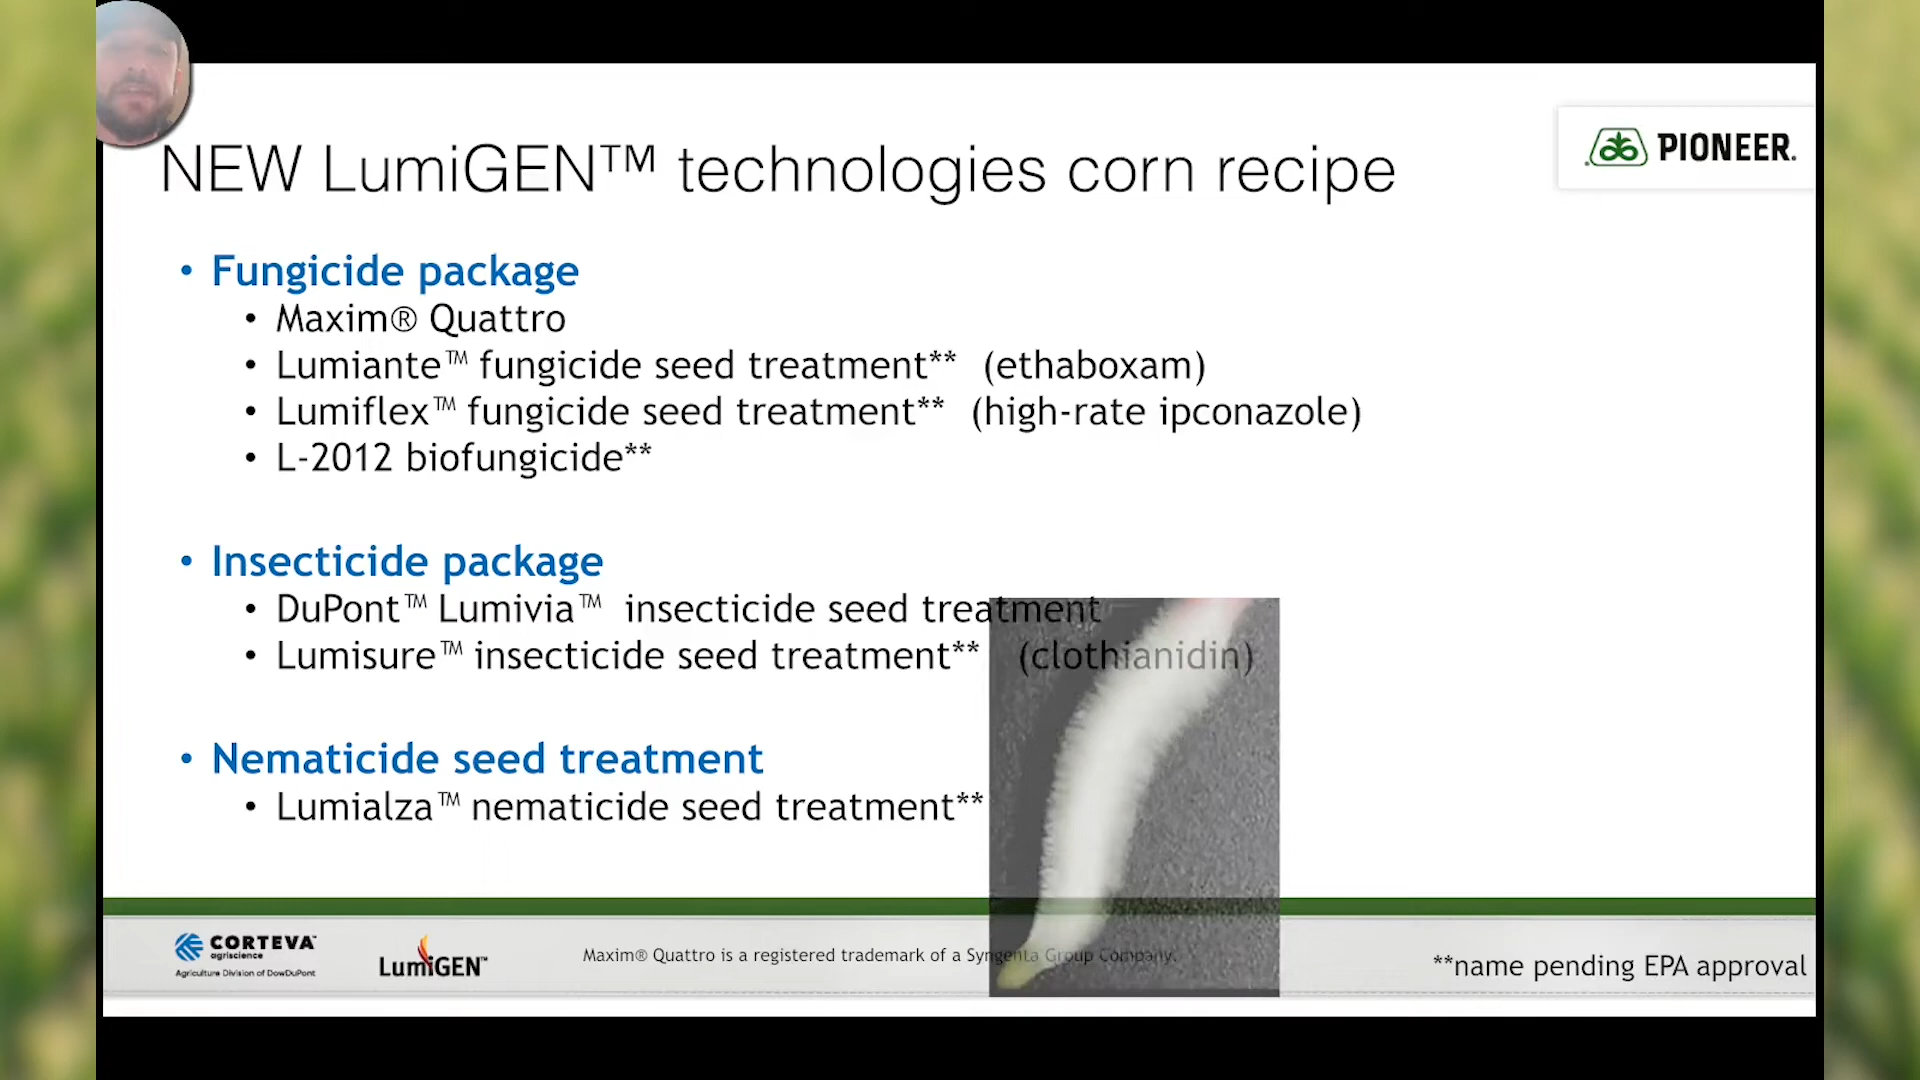 NEW LumiGEN™ technologies corn recipe
PIONEER.
• Fungicide package
• Maxim® Quattro
• Lumiante™ fungicide seed treatment** (ethaboxam)
• Lumiflex™ fungicide seed treatment** (high-rate ipconazole)
• L-2012 biofungicide**
• Insecticide package
• DuPont™ Lumivia™ insecticide seed treatment
• Lumisure™ insecticide seed treatment** (clothianidin)
• Nematicide seed treatment
• Lumialza™ nematicide seed treatment**
CORTEVA™
agriscience
Agriculture Division of DowDuPont
LumiGEN™
Maxim® Quattro is a registered trademark of a Syngenta Group Company.
**name pending EPA approval